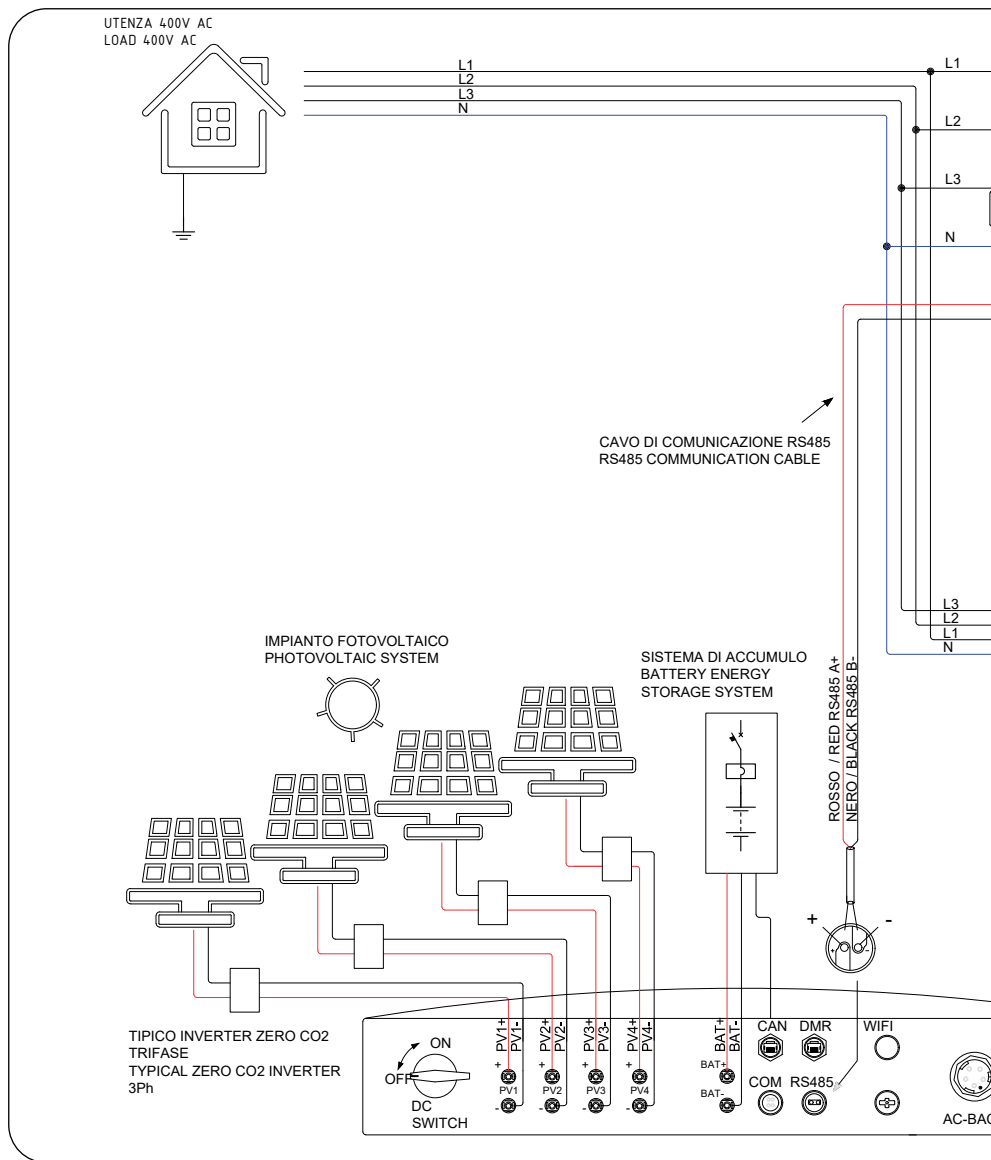 UTENZA 400V AC
LOAD 400V AC
L1
L2
L3
N
L1
L2
L3
N
CAVO DI COMUNICAZIONE RS485
RS485 COMMUNICATION CABLE
L3
L2
L1
N
IMPIANTO FOTOVOLTAICO
PHOTOVOLTAIC SYSTEM
SISTEMA DI ACCUMULO
BATTERY ENERGY
STORAGE SYSTEM
ROSSO / RED RS485 A+
NERO / BLACK RS485 B-
+ -
TIPICO INVERTER ZERO CO2
TRIFASE
TYPICAL ZERO CO2 INVERTER
3Ph
ON
OFF
DC
SWITCH
PV1+
PV1-
PV2+
PV2-
PV3+
PV3-
PV4+
PV4-
BAT+
BAT-
+ + + +
PV1 PV2 PV3 PV4
- - - -
BAT+
BAT-
CAN DMR WIFI
COM RS485
AC-BAC